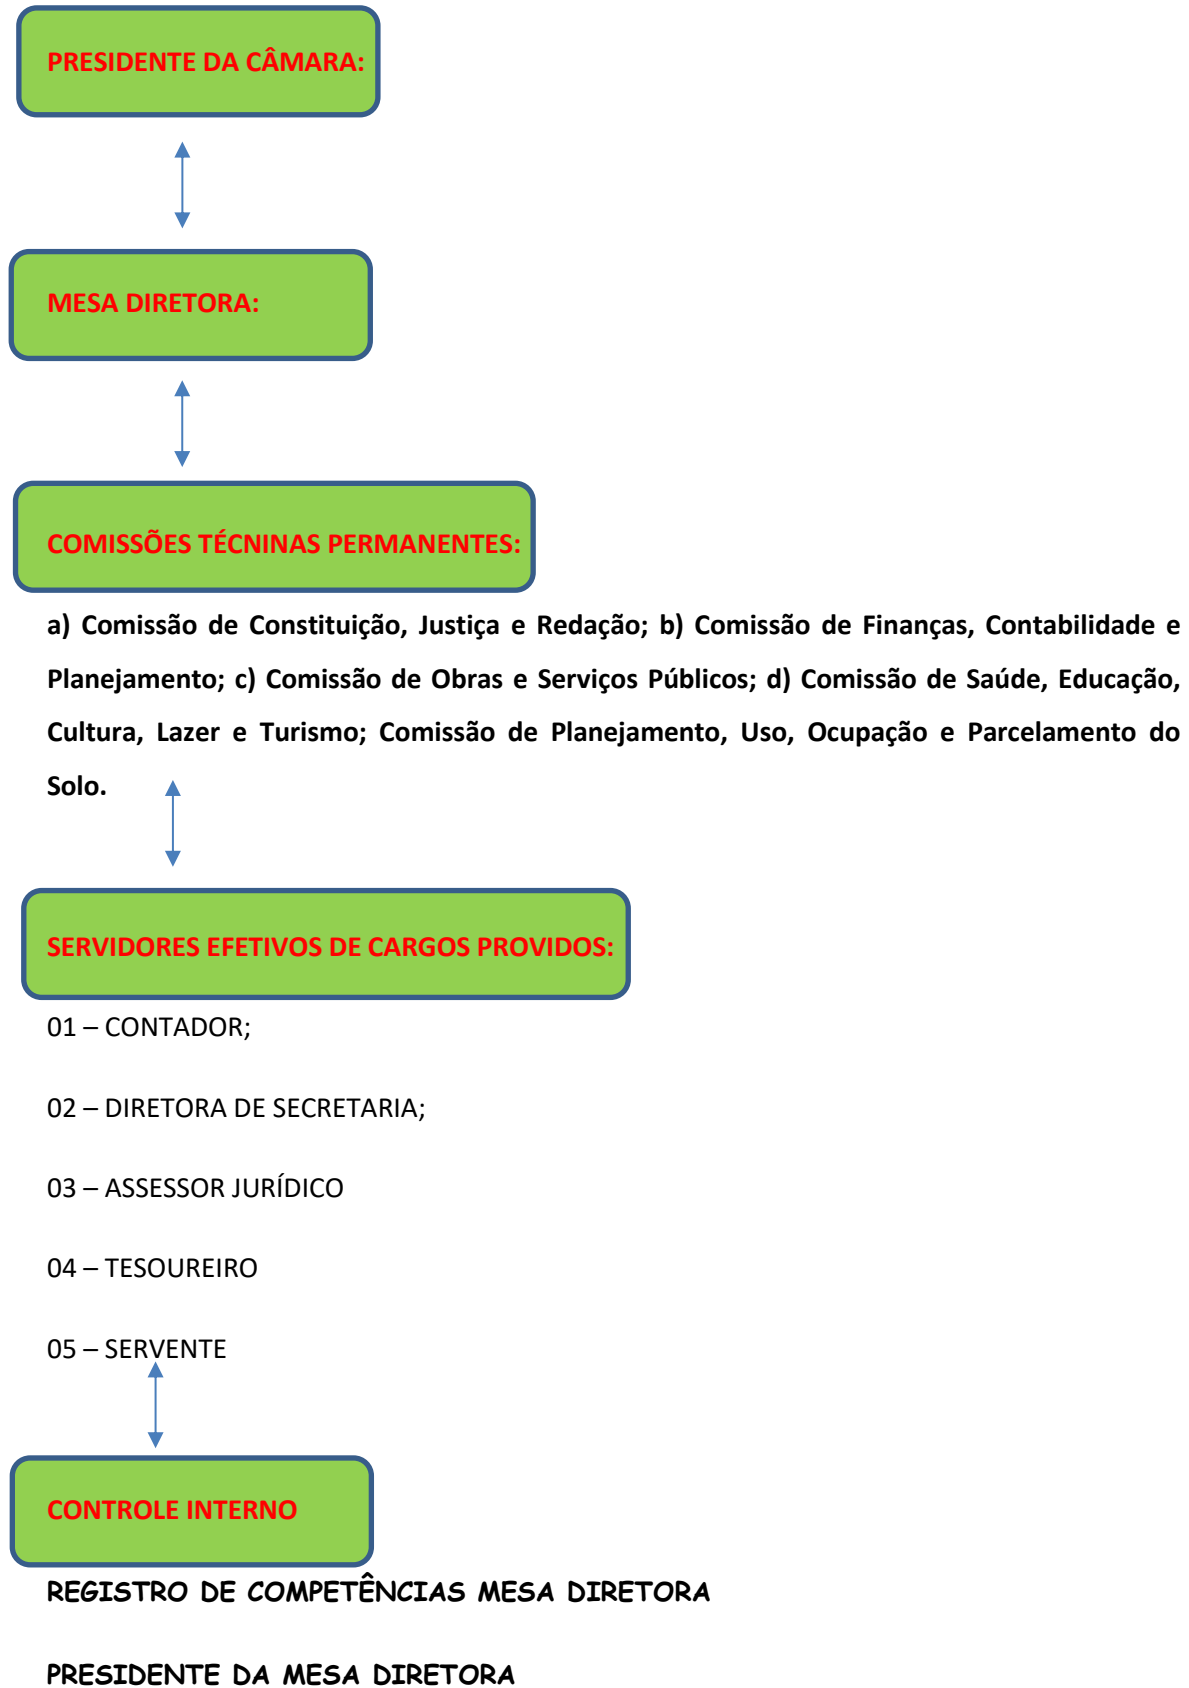 PRESIDENTE DA CÂMARA:
MESA DIRETORA:
COMISSÕES TÉCNINAS PERMANENTES:
a) Comissão de Constituição, Justiça e Redação; b) Comissão de Finanças, Contabilidade e
Planejamento; c) Comissão de Obras e Serviços Públicos; d) Comissão de Saúde, Educação,
Cultura, Lazer e Turismo; Comissão de Planejamento, Uso, Ocupação e Parcelamento do
Solo.
SERVIDORES EFETIVOS DE CARGOS PROVIDOS:
01 – CONTADOR;
02 – DIRETORA DE SECRETARIA;
03 – ASSESSOR JURÍDICO
04 – TESOUREIRO
05 – SERVENTE
CONTROLE INTERNO
REGISTRO DE COMPETÊNCIAS MESA DIRETORA
PRESIDENTE DA MESA DIRETORA